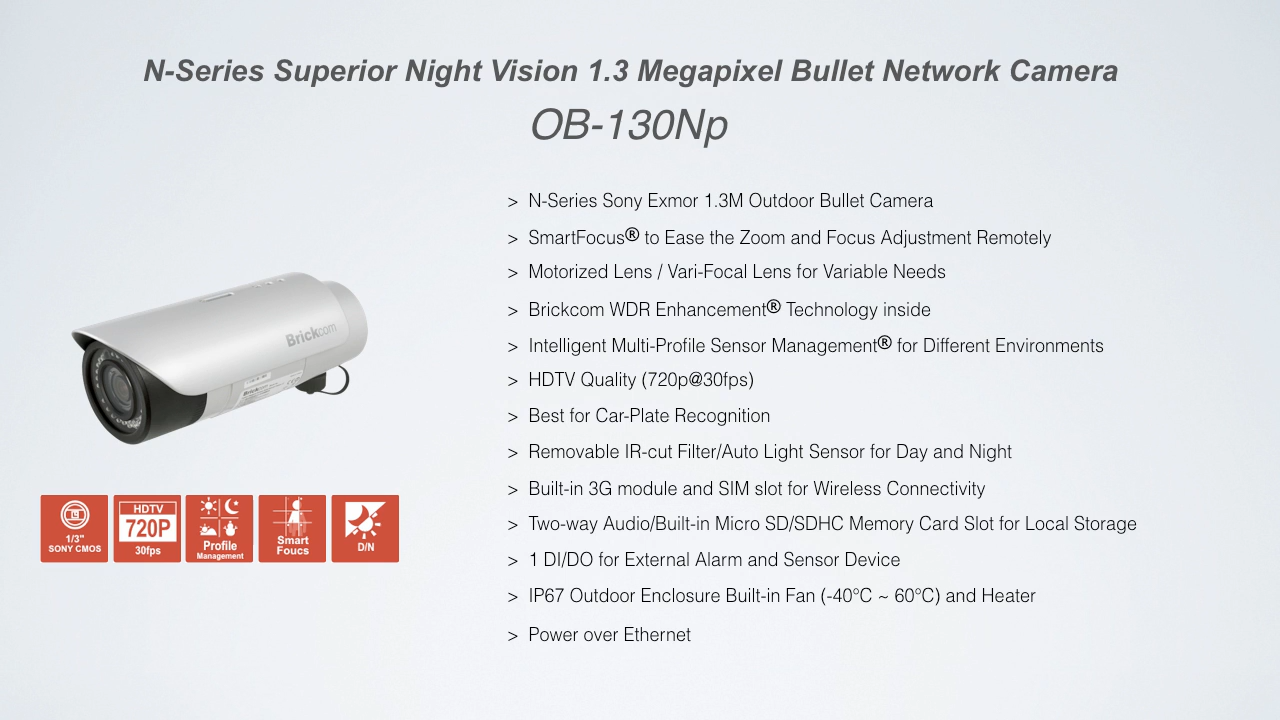 N-Series Superior Night Vision 1.3 Megapixel Bullet Network Camera
OB-130Np
> N-Series Sony Exmor 1.3M Outdoor Bullet Camera
> SmartFocus® to Ease the Zoom and Focus Adjustment Remotely
> Motorized Lens / Vari-Focal Lens for Variable Needs
> Brickcom WDR Enhancement® Technology inside
> Intelligent Multi-Profile Sensor Management® for Different Environments
> HDTV Quality (720p@30fps)
> Best for Car-Plate Recognition
> Removable IR-cut Filter/Auto Light Sensor for Day and Night
> Built-in 3G module and SIM slot for Wireless Connectivity
> Two-way Audio/Built-in Micro SD/SDHC Memory Card Slot for Local Storage
> 1 DI/DO for External Alarm and Sensor Device
> IP67 Outdoor Enclosure Built-in Fan (-40°C ~ 60°C) and Heater
> Power over Ethernet
Brickcom
Brickcom
1/3"
SONY CMOS
HDTV
720P
30fps
Profile
Management
Smart
Foucs
D/N